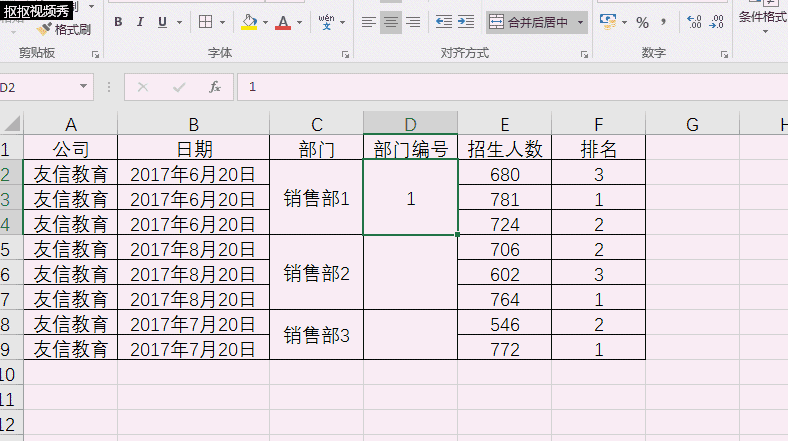 抠抠视频秀
格式刷
条件格式
B I U A wén 文 合并后居中 % , .00
剪贴板 字体 对齐方式 数字
D2 fx 1
A B C D E F G H
1 公司 日期 部门 部门编号 招生人数 排名
2 友信教育 2017年6月20日 销售部1 1 680 3
3 友信教育 2017年6月20日 781 1
4 友信教育 2017年6月20日 724 2
5 友信教育 2017年8月20日 销售部2 706 2
6 友信教育 2017年8月20日 602 3
7 友信教育 2017年8月20日 764 1
8 友信教育 2017年7月20日 销售部3 546 2
9 友信教育 2017年7月20日 772 1
10
11
12